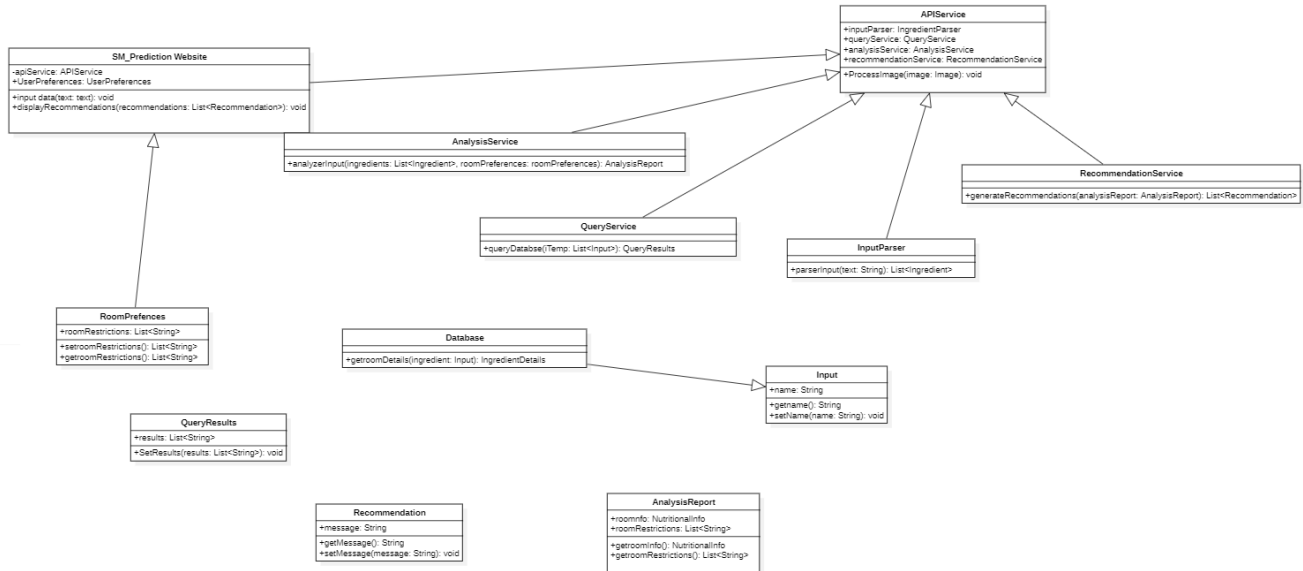 APIService
+inputParser: IngredientParser
+queryService: QueryService
+analysisService: AnalysisService
+recommendationService: RecommendationService
+ProcessImage(image: Image): void
SM_Prediction Website
-apiService: APIService
+UserPreferences: UserPreferences
+input data(text: text): void
+displayRecommendations(recommendations: List<Recommendation>): void
AnalysisService
+analyzerInput(ingredients: List<Ingredient>, roomPreferences: roomPreferences): AnalysisReport
RecommendationService
+generateRecommendations(analysisReport: AnalysisReport): List<Recommendation>
QueryService
+queryDatabse(iTemp: List<Input>): QueryResults
InputParser
+parserInput(text: String): List<Ingredient>
RoomPrefences
+roomRestrictions: List<String>
+setroomRestrictions(): List<String>
+getroomRestrictions(): List<String>
Database
+getroomDetails(ingredient: Input): IngredientDetails
Input
+name: String
+getname(): String
+setName(name: String): void
QueryResults
+results: List<String>
+SetResults(results: List<String>): void
Recommendation
+message: String
+getMessage(): String
+setMessage(message: String): void
AnalysisReport
+roomnfo: NutritionalInfo
+roomRestrictions: List<String>
+getroomInfo(): NutritionalInfo
+getroomRestrictions(): List<String>